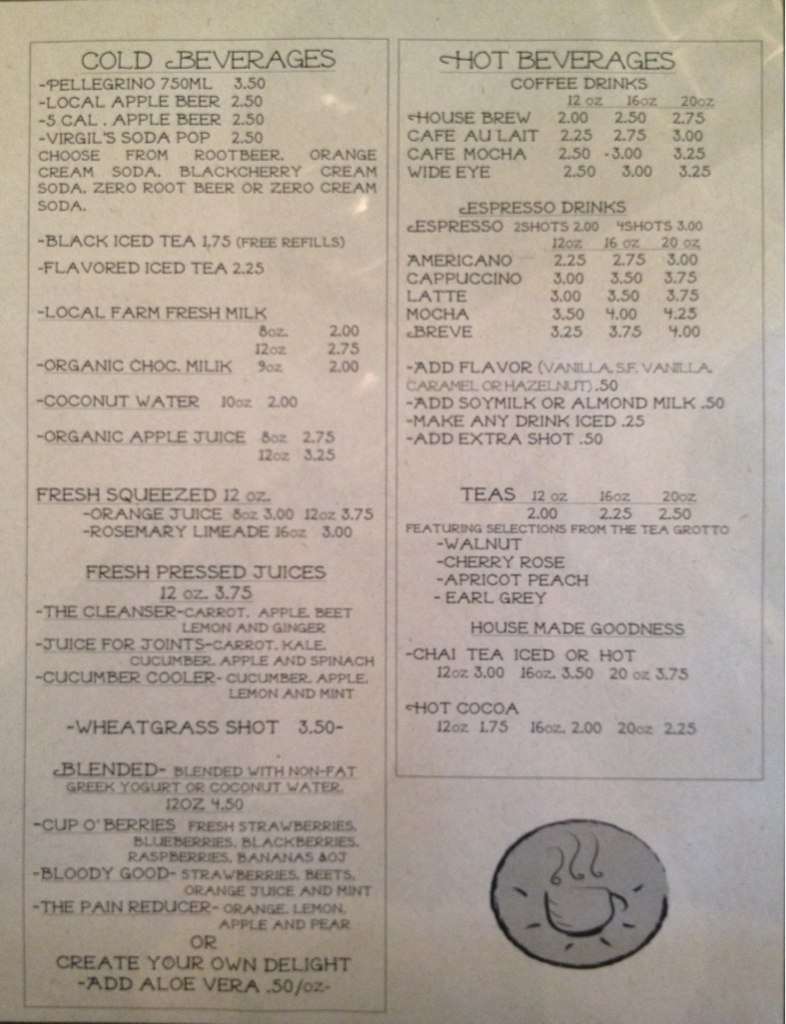 COLD BEVERAGES
-PELLEGRINO 750ML 3.50
-LOCAL APPLE BEER 2.50
-5 CAL . APPLE BEER 2.50
-VIRGIL'S SODA POP 2.50
CHOOSE FROM ROOTBEER, ORANGE
CREAM SODA, BLACKCHERRY CREAM
SODA, ZERO ROOT BEER OR ZERO CREAM
SODA.
-BLACK ICED TEA 1.75 (FREE REFILLS)
-FLAVORED ICED TEA 2.25
-LOCAL FARM FRESH MILK
8oz. 2.00
12oz 2.75
-ORGANIC CHOC. MILIK 9oz 2.00
-COCONUT WATER 10oz 2.00
-ORGANIC APPLE JUICE 8oz 2.75
12oz 3.25
FRESH SQUEEZED 12 oz.
-ORANGE JUICE 8oz 3.00 12oz 3.75
-ROSEMARY LIMEADE 16oz 3.00
FRESH PRESSED JUICES
12 oz. 3.75
-THE CLEANSER-CARROT, APPLE, BEET
LEMON AND GINGER
-JUICE FOR JOINTS-CARROT, KALE,
CUCUMBER, APPLE AND SPINACH
-CUCUMBER COOLER- CUCUMBER, APPLE,
LEMON AND MINT
-WHEATGRASS SHOT 3.50-
BLENDED- BLENDED WITH NON-FAT
GREEK YOGURT OR COCONUT WATER.
12OZ 4.50
-CUP O' BERRIES FRESH STRAWBERRIES,
BLUEBERRIES, BLACKBERRIES,
RASPBERRIES, BANANAS &OJ
-BLOODY GOOD- STRAWBERRIES, BEETS,
ORANGE JUICE AND MINT
-THE PAIN REDUCER- ORANGE, LEMON,
APPLE AND PEAR
OR
CREATE YOUR OWN DELIGHT
-ADD ALOE VERA .50/oz-
HOT BEVERAGES
COFFEE DRINKS
12 oz 16oz 20oz
HOUSE BREW 2.00 2.50 2.75
CAFE AU LAIT 2.25 2.75 3.00
CAFE MOCHA 2.50 -3.00 3.25
WIDE EYE 2.50 3.00 3.25
ESPRESSO DRINKS
ESPRESSO 2SHOTS 2.00 4SHOTS 3.00
12oz 16 oz 20 oz
AMERICANO 2.25 2.75 3.00
CAPPUCCINO 3.00 3.50 3.75
LATTE 3.00 3.50 3.75
MOCHA 3.50 4.00 4.25
BREVE 3.25 3.75 4.00
-ADD FLAVOR (VANILLA, S.F. VANILLA,
CARAMEL OR HAZELNUT) .50
-ADD SOYMILK OR ALMOND MILK .50
-MAKE ANY DRINK ICED .25
-ADD EXTRA SHOT .50
TEAS 12 oz 16oz 20oz
2.00 2.25 2.50
FEATURING SELECTIONS FROM THE TEA GROTTO
-WALNUT
-CHERRY ROSE
-APRICOT PEACH
- EARL GREY
HOUSE MADE GOODNESS
-CHAI TEA ICED OR HOT
12oz 3.00 16oz. 3.50 20 oz 3.75
HOT COCOA
12oz 1.75 16oz. 2.00 20oz 2.25